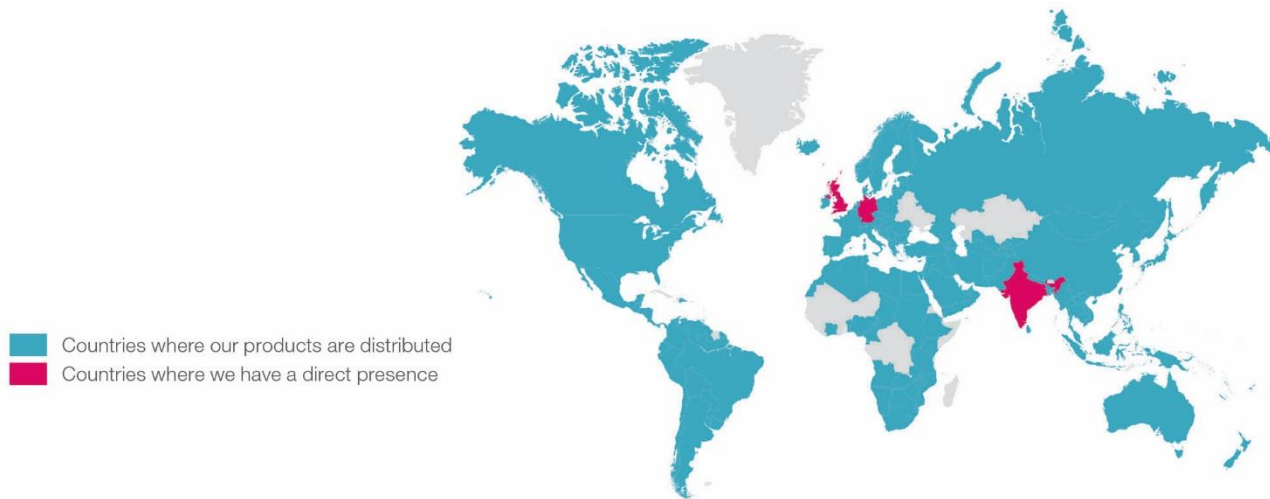 Countries where our products are distributed
Countries where we have a direct presence